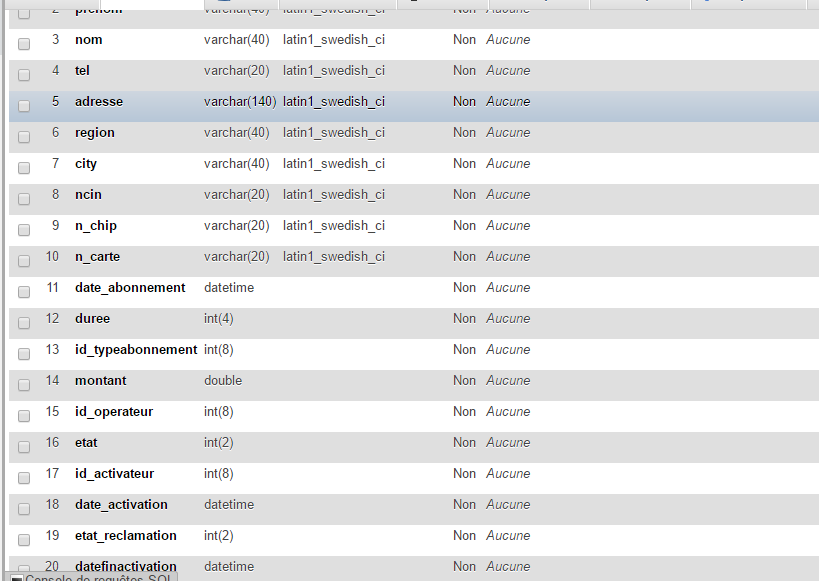 2 prenom varchar(40) latin1_swedish_ci Non Aucune
3 nom varchar(40) latin1_swedish_ci Non Aucune
4 tel varchar(20) latin1_swedish_ci Non Aucune
5 adresse varchar(140) latin1_swedish_ci Non Aucune
6 region varchar(40) latin1_swedish_ci Non Aucune
7 city varchar(40) latin1_swedish_ci Non Aucune
8 ncin varchar(20) latin1_swedish_ci Non Aucune
9 n_chip varchar(20) latin1_swedish_ci Non Aucune
10 n_carte varchar(20) latin1_swedish_ci Non Aucune
11 date_abonnement datetime Non Aucune
12 duree int(4) Non Aucune
13 id_typeabonnement int(8) Non Aucune
14 montant double Non Aucune
15 id_operateur int(8) Non Aucune
16 etat int(2) Non Aucune
17 id_activateur int(8) Non Aucune
18 date_activation datetime Non Aucune
19 etat_reclamation int(2) Non Aucune
20 datefinactivation datetime Non Aucune
Console de requêtes SQL